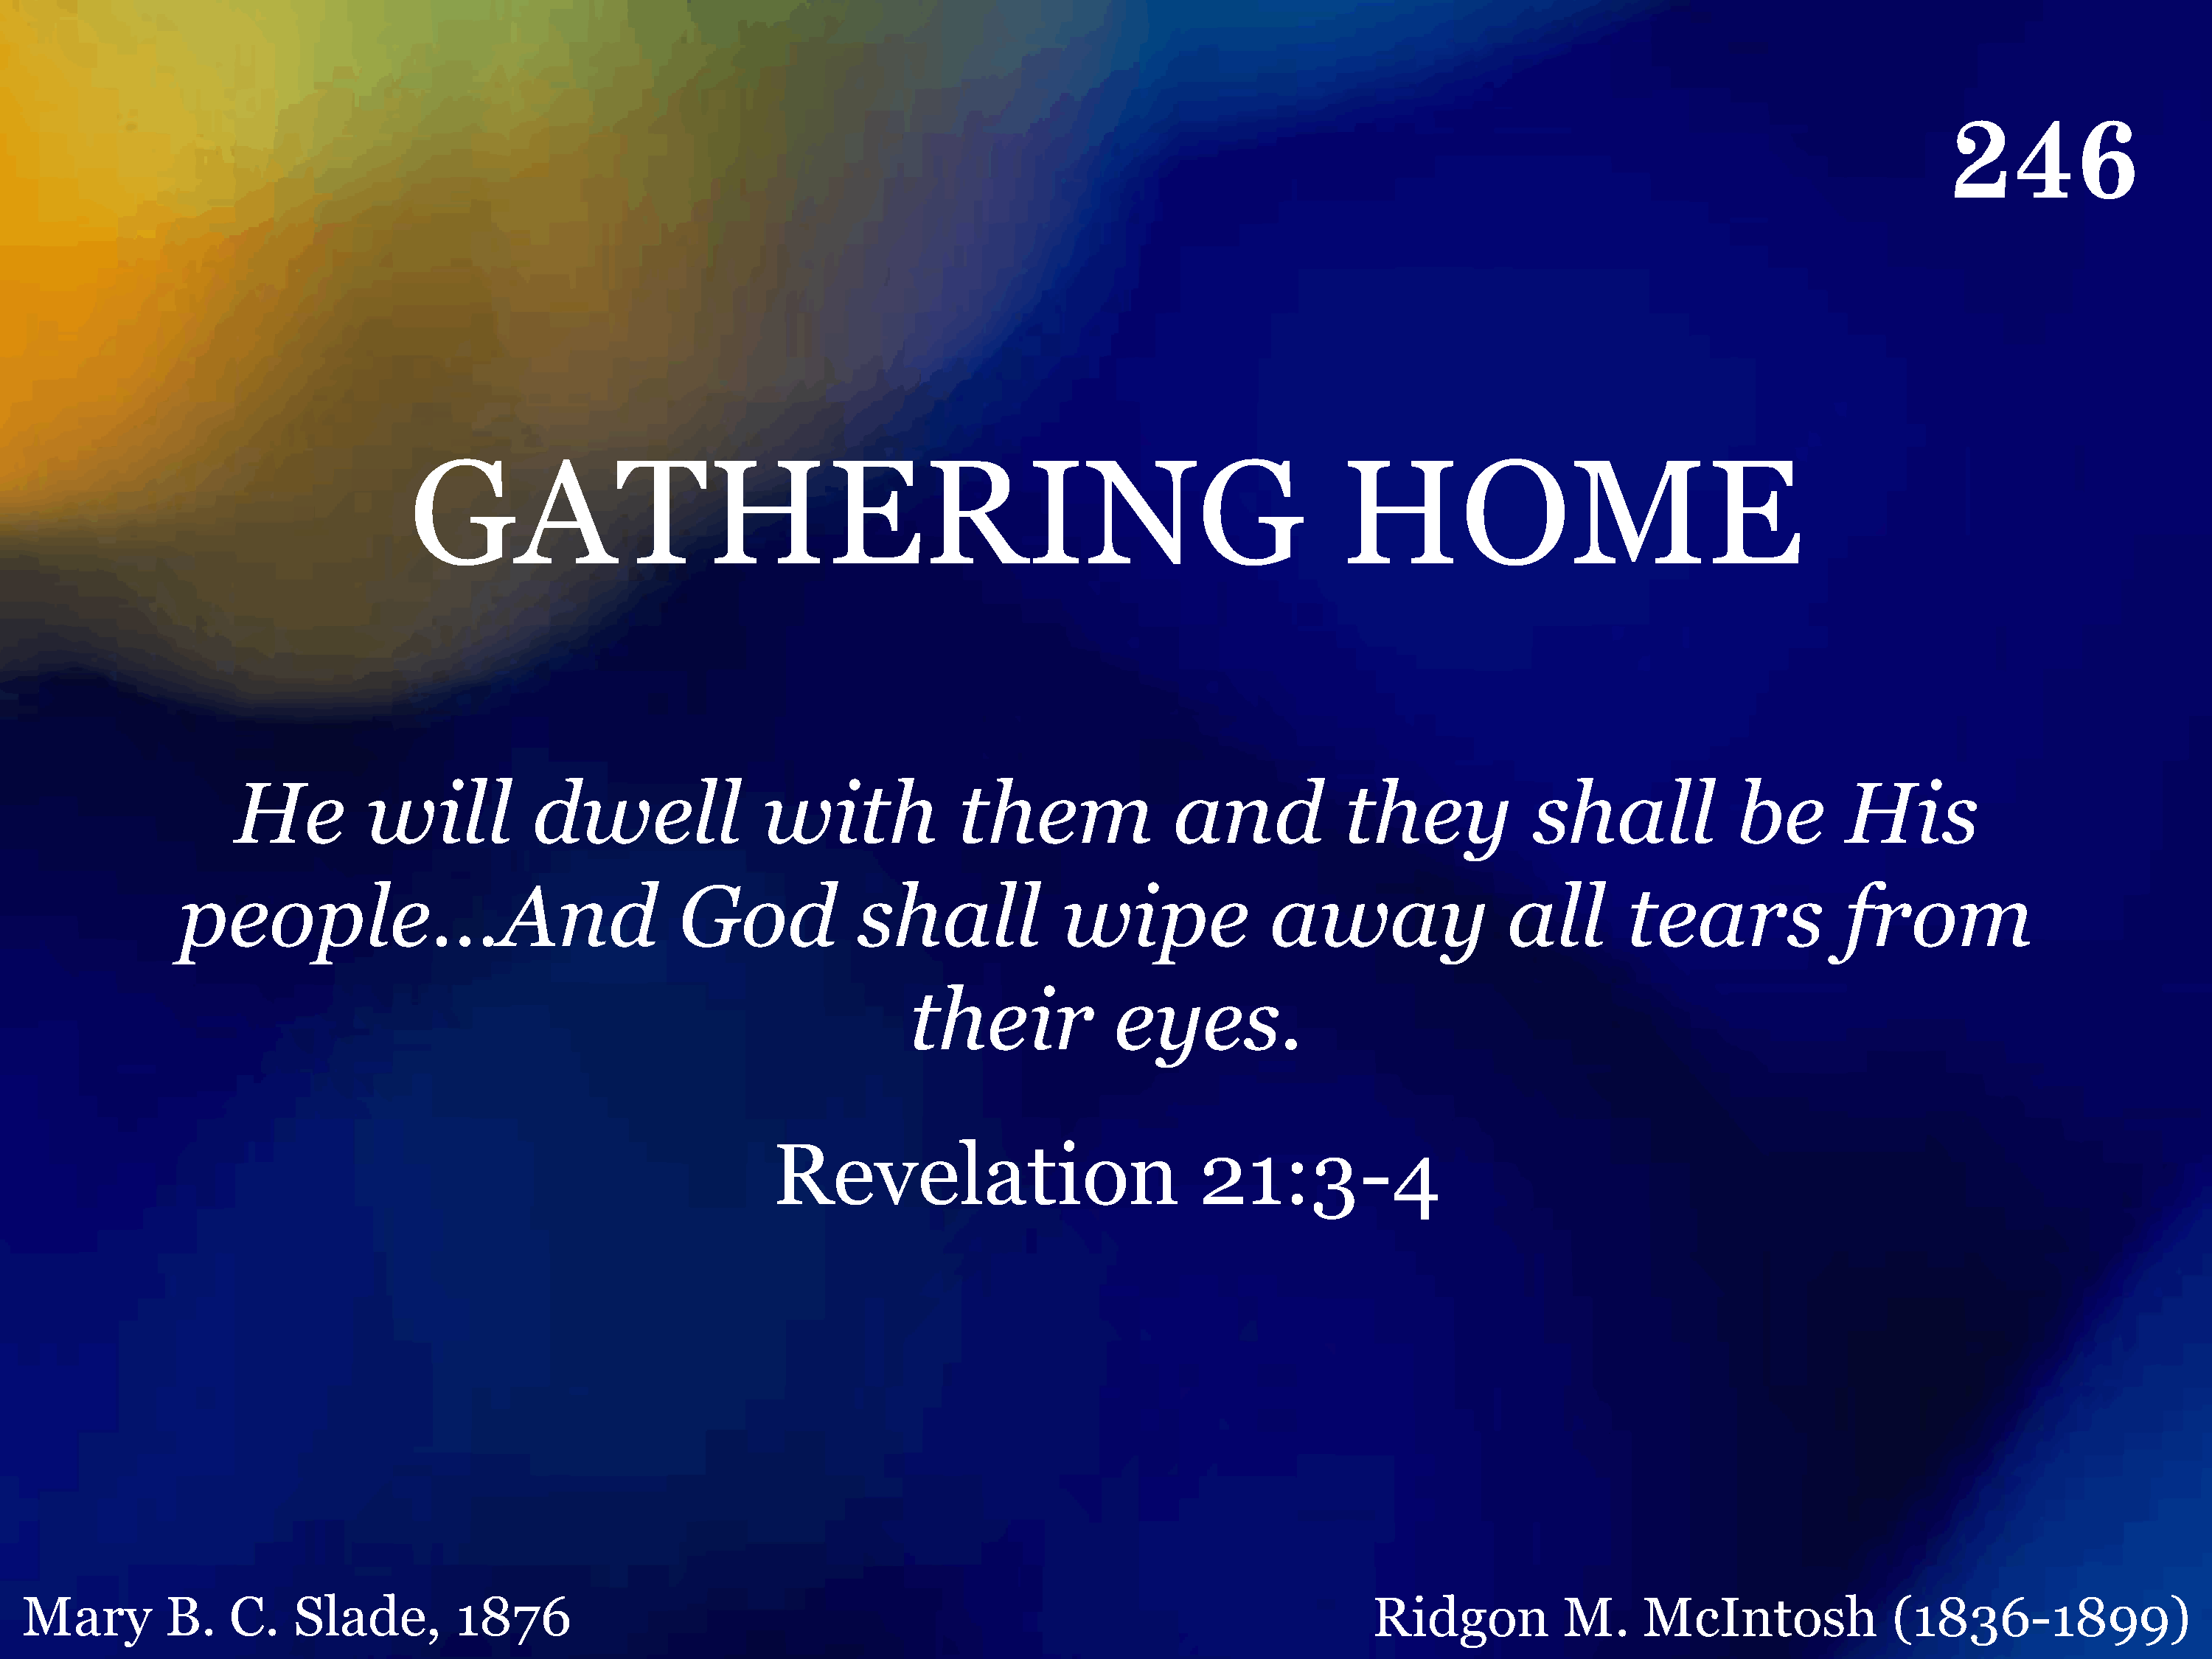 246
GATHERING HOME
He will dwell with them and they shall be His
people...And God shall wipe away all tears from
their eyes.
Revelation 21:3-4
Mary B. C. Slade, 1876
Ridgon M. McIntosh (1836-1899)